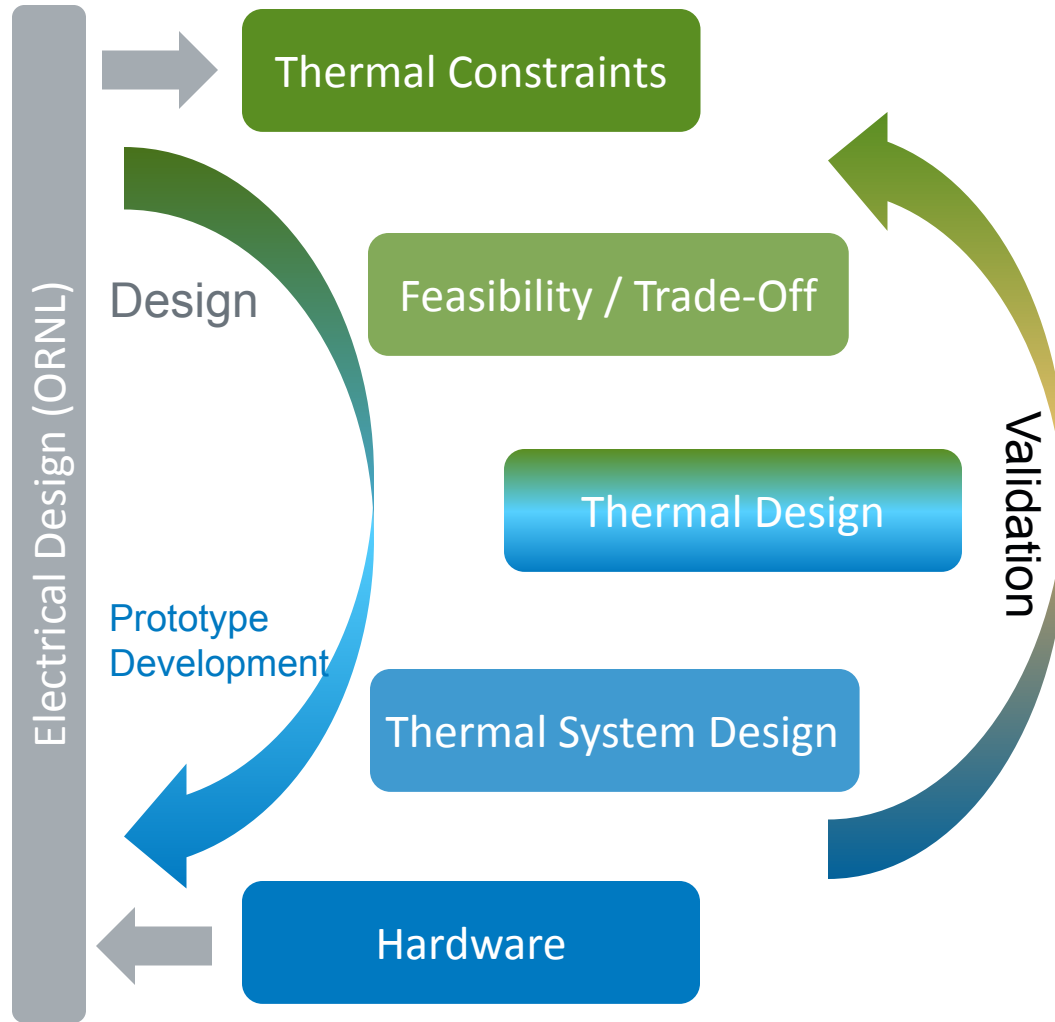 Electrical Design (ORNL)
Thermal Constraints
Design
Feasibility / Trade-Off
Thermal Design
Validation
Prototype
Development
Thermal System Design
Hardware